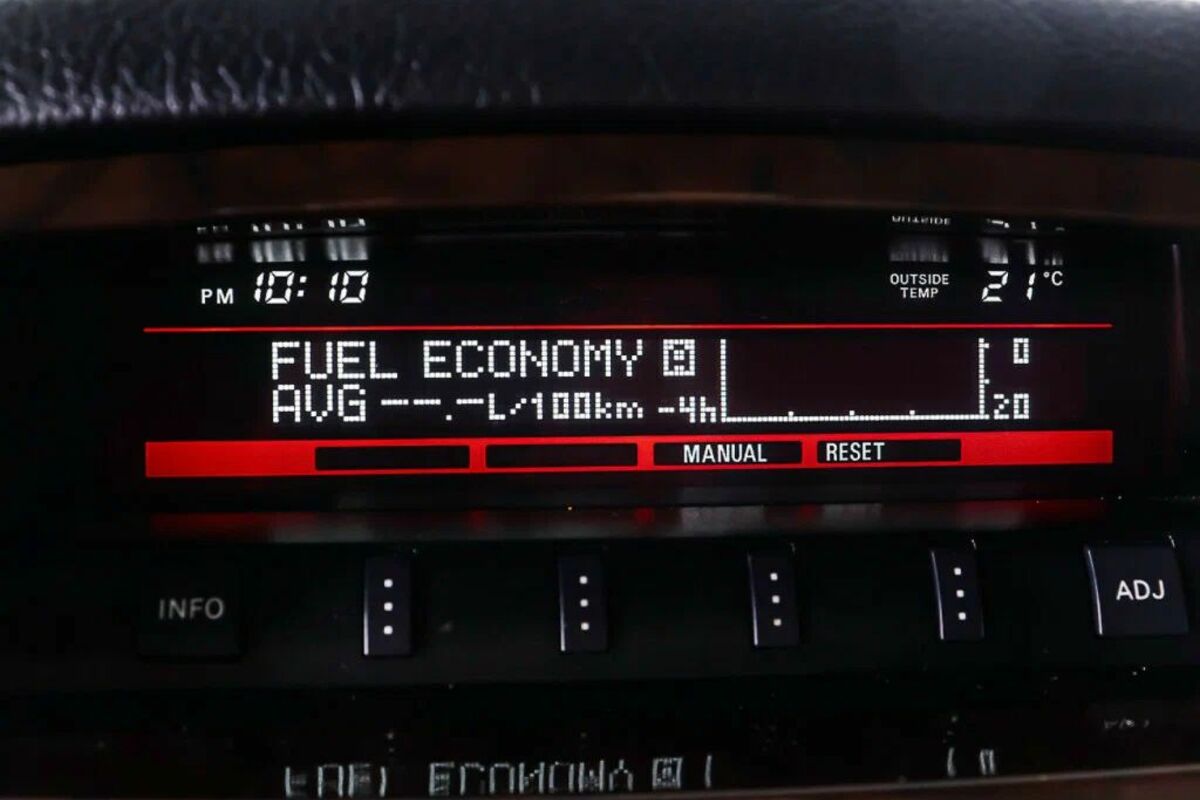 PM 10:10 OUTSIDE TEMP 21°C
FUEL ECONOMY 0
AVG --.-L/100km -4h 20
MANUAL RESET
INFO ADJ